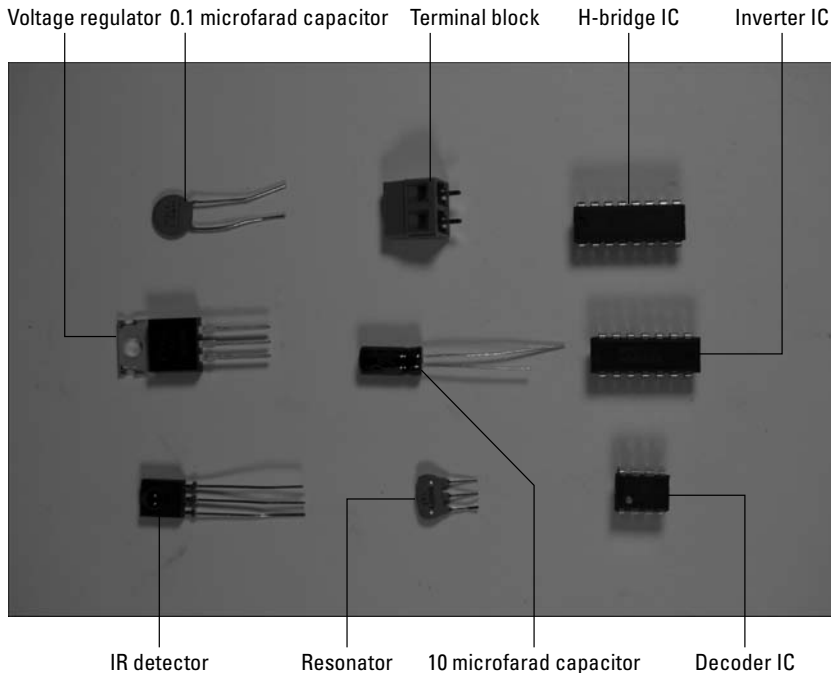 Voltage regulator 0.1 microfarad capacitor Terminal block H-bridge IC Inverter IC
IR detector Resonator 10 microfarad capacitor Decoder IC